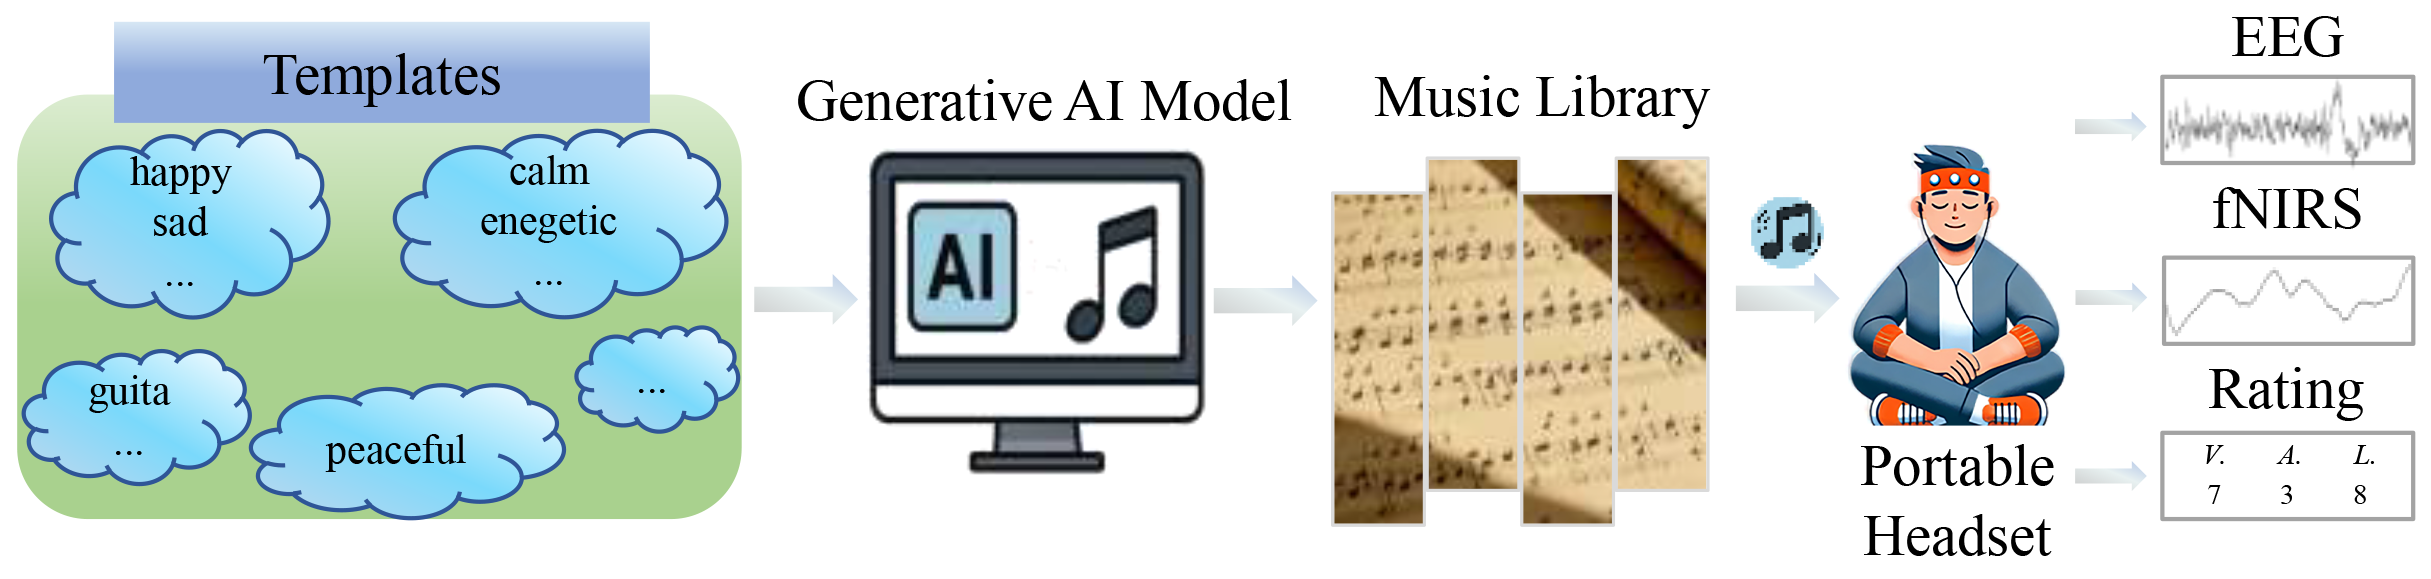 Templates
happy
sad
...
calm
enegetic
...
guita
...
peaceful
...
Generative AI Model
AI
Music Library
Portable
Headset
EEG
fNIRS
Rating
V. A. L.
7 3 8